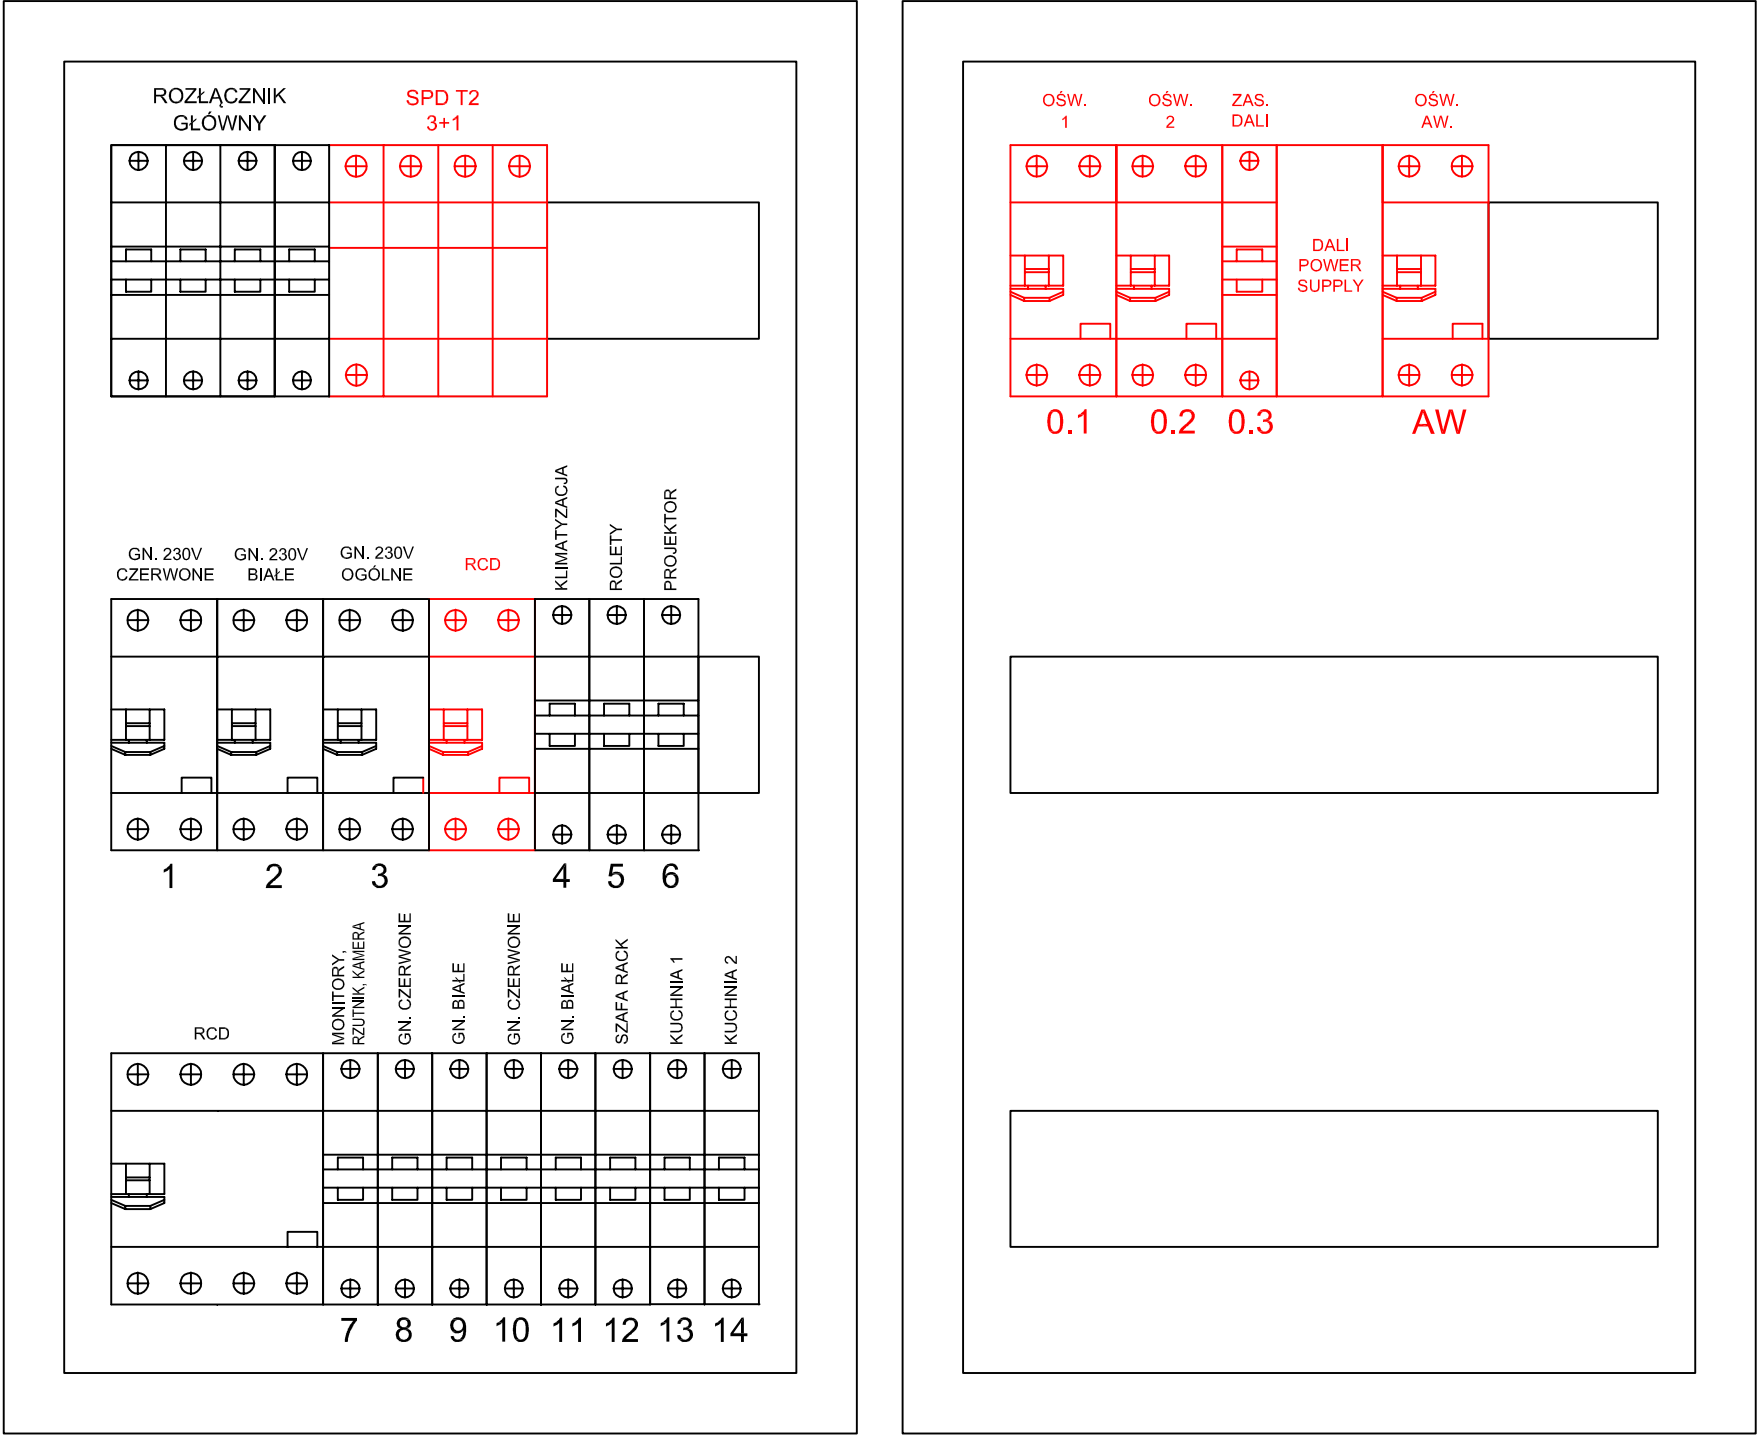 ROZŁĄCZNIK
GŁÓWNY
SPD T2
3+1
GN. 230V
CZERWONE
GN. 230V
BIAŁE
GN. 230V
OGÓLNE
RCD
KLIMATYZACJA
ROLETY
PROJEKTOR
1
2
3
4
5
6
RCD
MONITORY,
RZUTNIK, KAMERA
GN. CZERWONE
GN. BIAŁE
GN. CZERWONE
GN. BIAŁE
SZAFA RACK
KUCHNIA 1
KUCHNIA 2
7
8
9
10
11
12
13
14
OŚW.
1
OŚW.
2
ZAS.
DALI
OŚW.
AW.
DALI
POWER
SUPPLY
0.1
0.2
0.3
AW